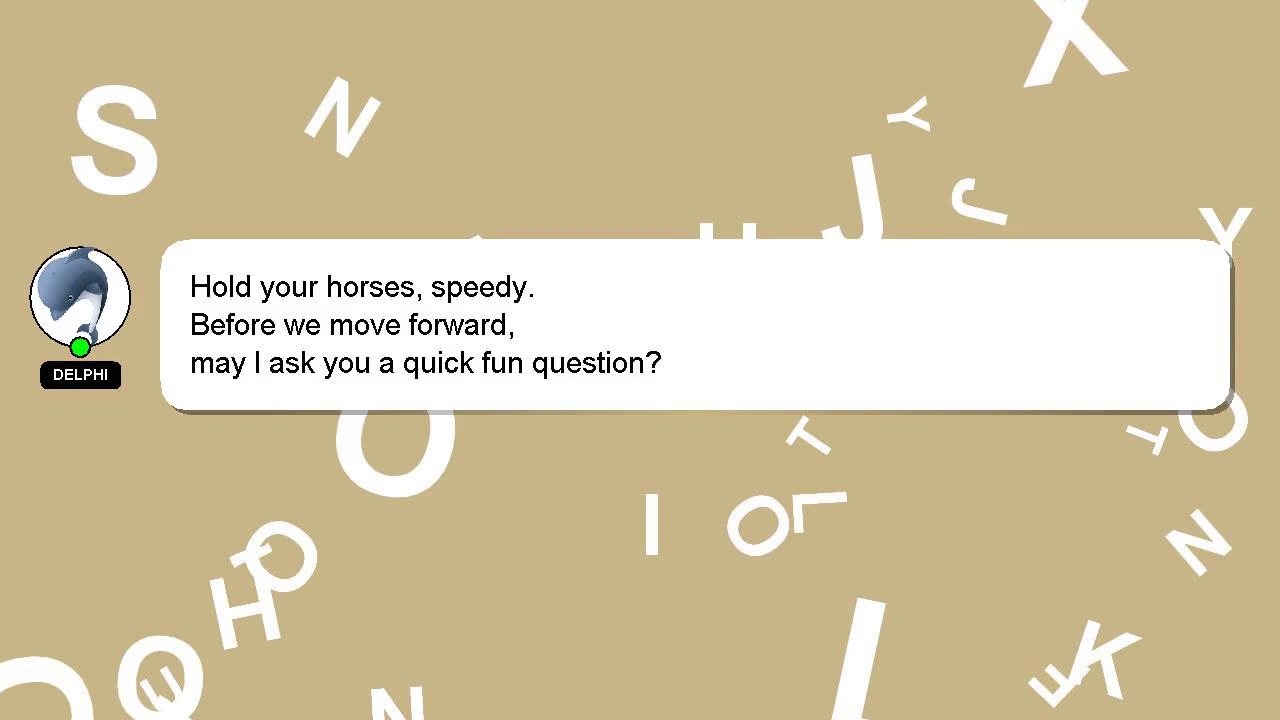 S
N
X
Y
J
J
Y
Hold your horses, speedy.
Before we move forward,
may I ask you a quick fun question?
DELPHI
O
T
T
O
I
O
L
N
H
T
O
K
E
O
N